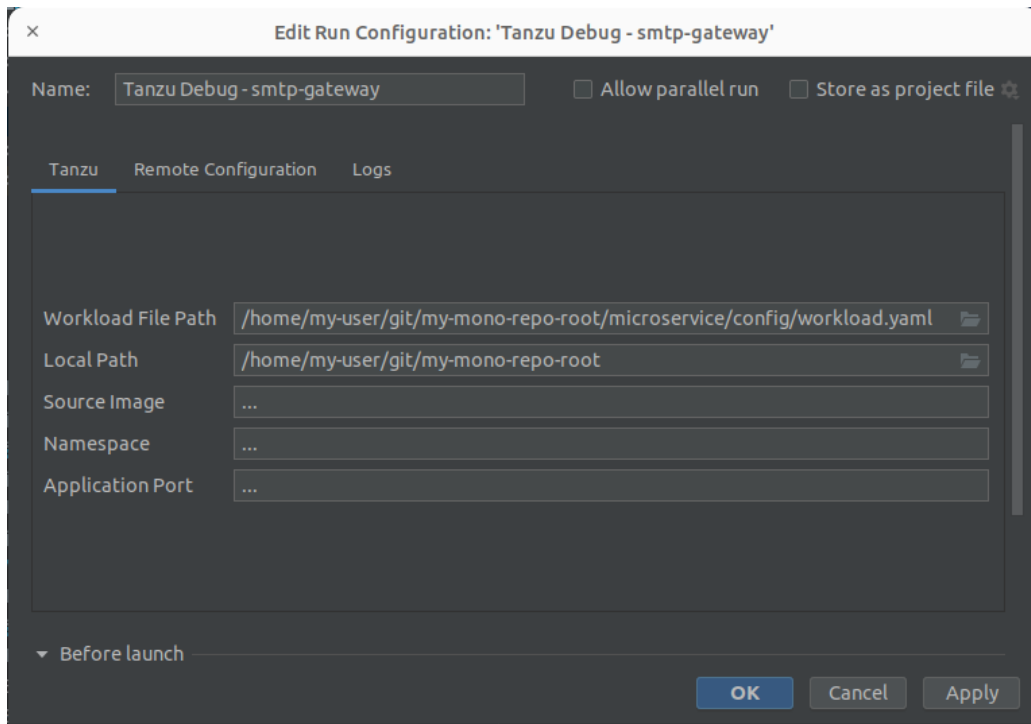 Edit Run Configuration: 'Tanzu Debug - smtp-gateway'
Name: Tanzu Debug - smtp-gateway Allow parallel run Store as project file
Tanzu Remote Configuration Logs
Workload File Path /home/my-user/git/my-mono-repo-root/microservice/config/workload.yaml
Local Path /home/my-user/git/my-mono-repo-root
Source Image ...
Namespace ...
Application Port ...
Before launch
OK Cancel Apply